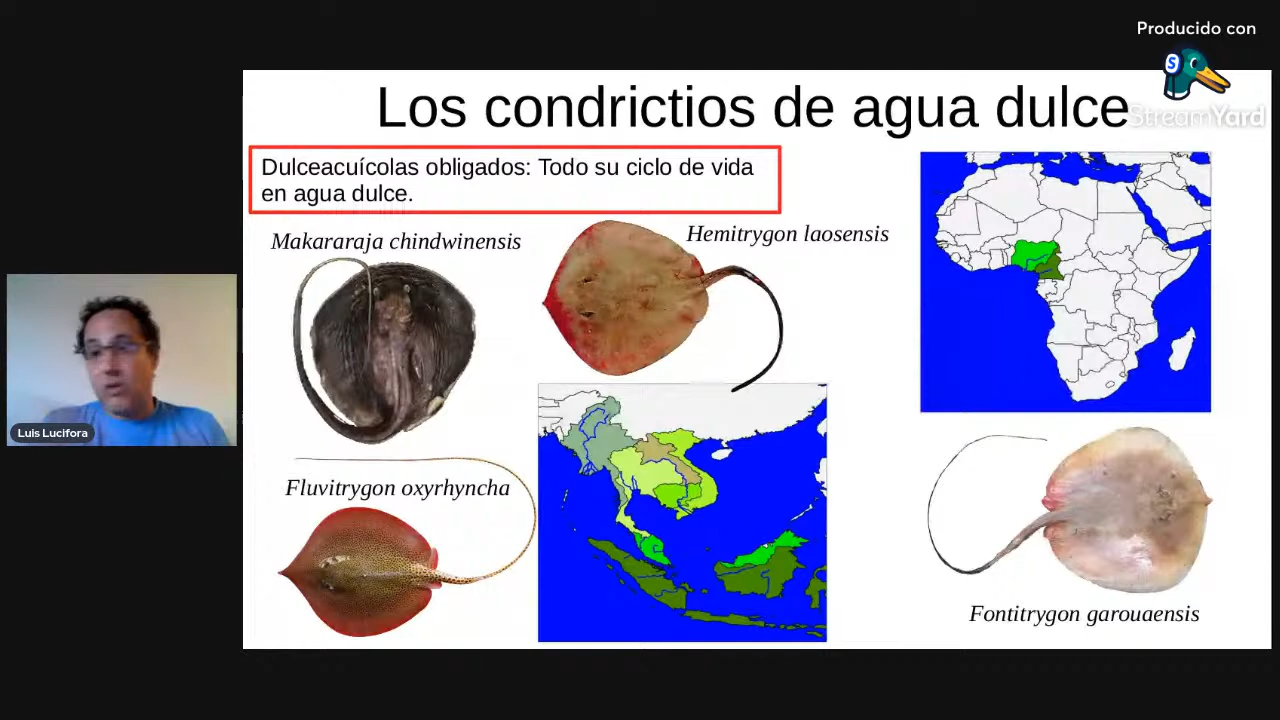 Producido con
S
StreamYard
Los condrictios de agua dulce
Dulceacuícolas obligados: Todo su ciclo de vida
en agua dulce.
Makararaja chindwinensis
Hemitrygon laosensis
Luis Lucifora
Fluvitrygon oxyrhyncha
Fontitrygon garouaensis